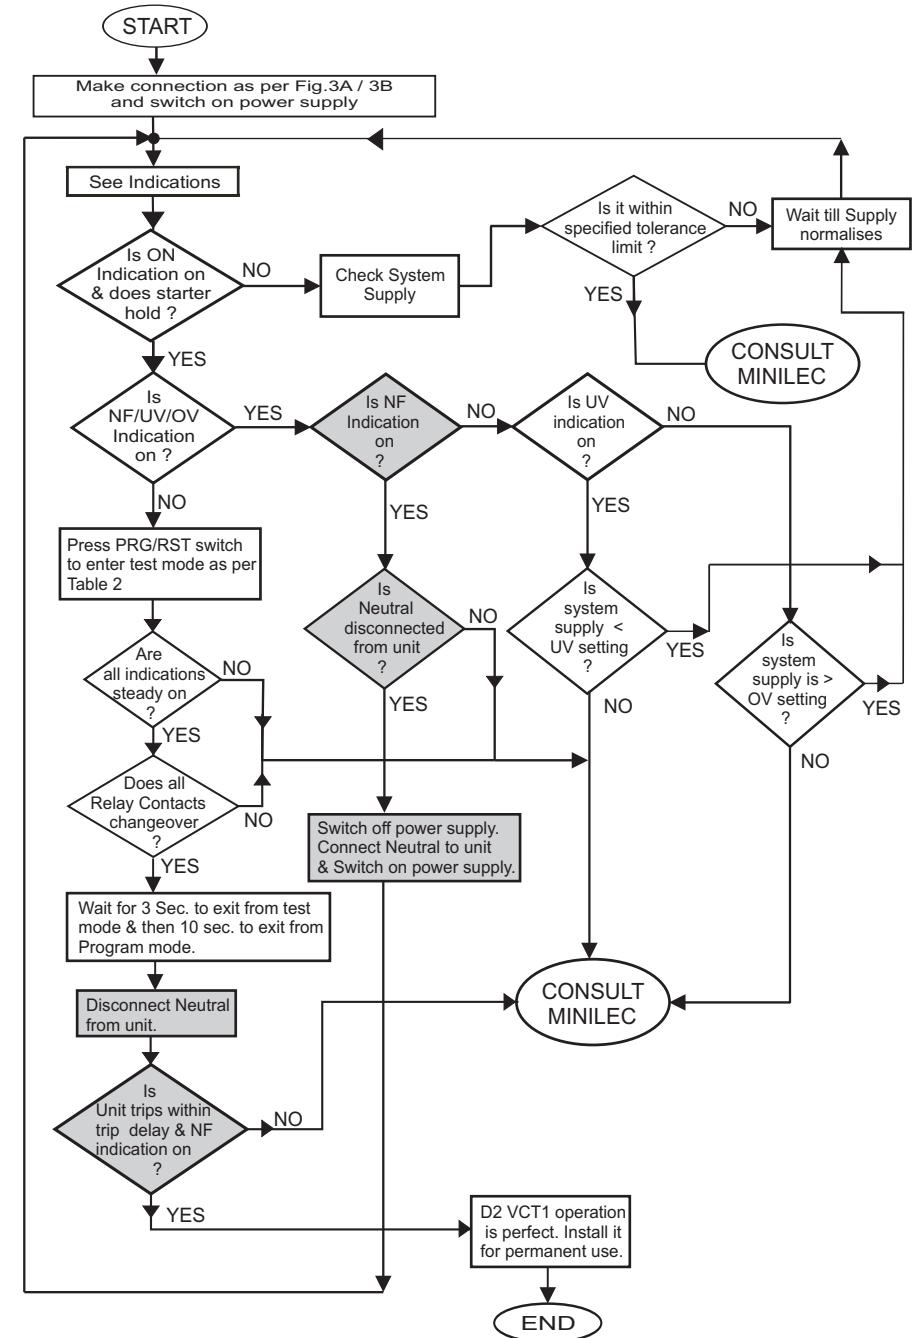 START
Make connection as per Fig.3A / 3B
and switch on power supply
See Indications
Is ON
Indication on
& does starter
hold ?
NO
Check System
Supply
Is it within
specified tolerance
limit ?
NO
Wait till Supply
normalises
YES
CONSULT
MINILEC
YES
Is
NF/UV/OV
Indication
on ?
YES
Is NF
Indication
on
?
NO
Is UV
indication
on
?
NO
NO
YES
YES
Press PRG/RST switch
to enter test mode as per
Table 2
Is
Neutral
disconnected
from unit
?
NO
Is
system
supply <
UV setting
?
YES
Is
system
supply is >
OV setting
?
YES
Are
all indications
steady on
?
NO
YES
YES
NO
NO
Does all
Relay Contacts
changeover
?
NO
YES
Switch off power supply.
Connect Neutral to unit
& Switch on power supply.
Wait for 3 Sec. to exit from test
mode & then 10 sec. to exit from
Program mode.
Disconnect Neutral
from unit.
CONSULT
MINILEC
Is
Unit trips within
trip delay & NF
indication on
?
NO
YES
D2 VCT1 operation
is perfect. Install it
for permanent use.
END